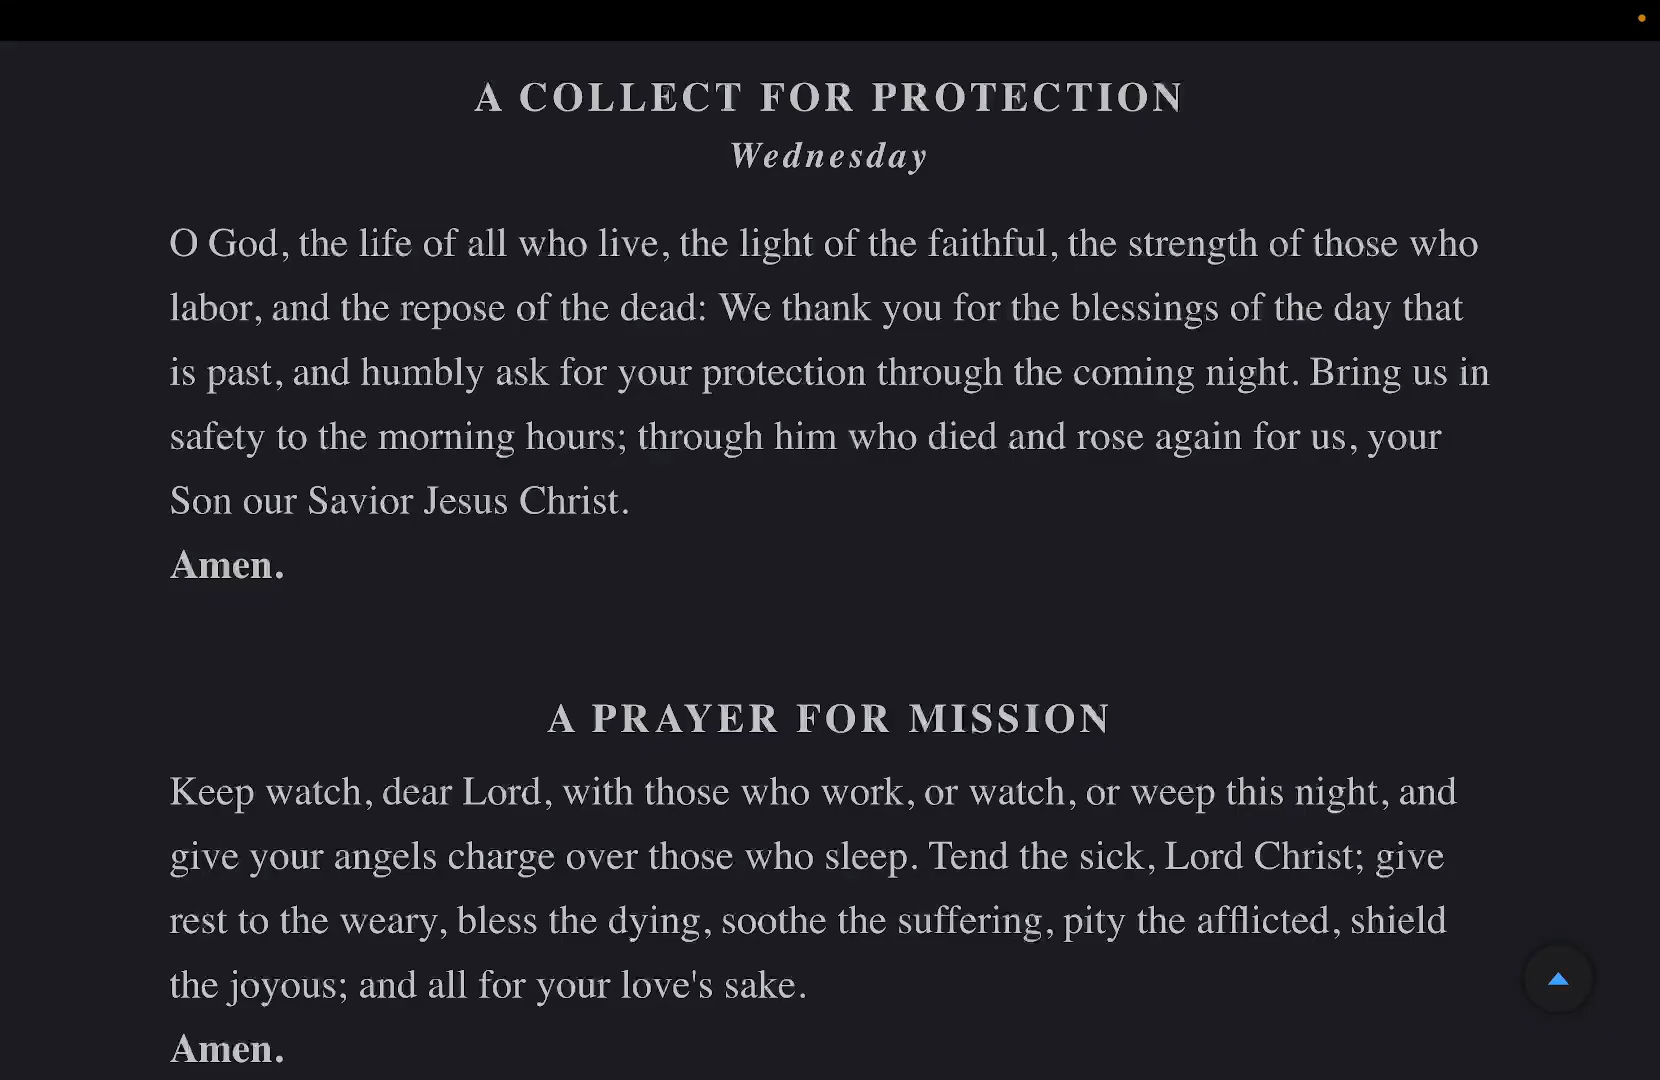 A COLLECT FOR PROTECTION
Wednesday
O God, the life of all who live, the light of the faithful, the strength of those who
labor, and the repose of the dead: We thank you for the blessings of the day that
is past, and humbly ask for your protection through the coming night. Bring us in
safety to the morning hours; through him who died and rose again for us, your
Son our Savior Jesus Christ.
Amen.
A PRAYER FOR MISSION
Keep watch, dear Lord, with those who work, or watch, or weep this night, and
give your angels charge over those who sleep. Tend the sick, Lord Christ; give
rest to the weary, bless the dying, soothe the suffering, pity the afflicted, shield
the joyous; and all for your love's sake.
Amen.